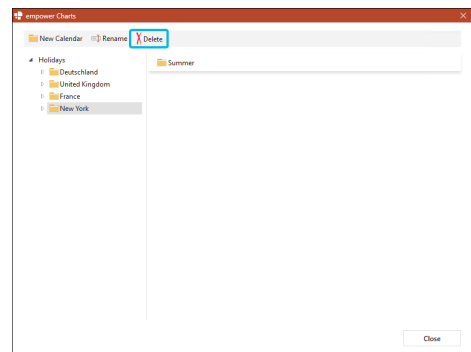 empower Charts
New Calendar Rename Delete
Holidays
Deutschland
United Kingdom
France
New York
Summer
Close